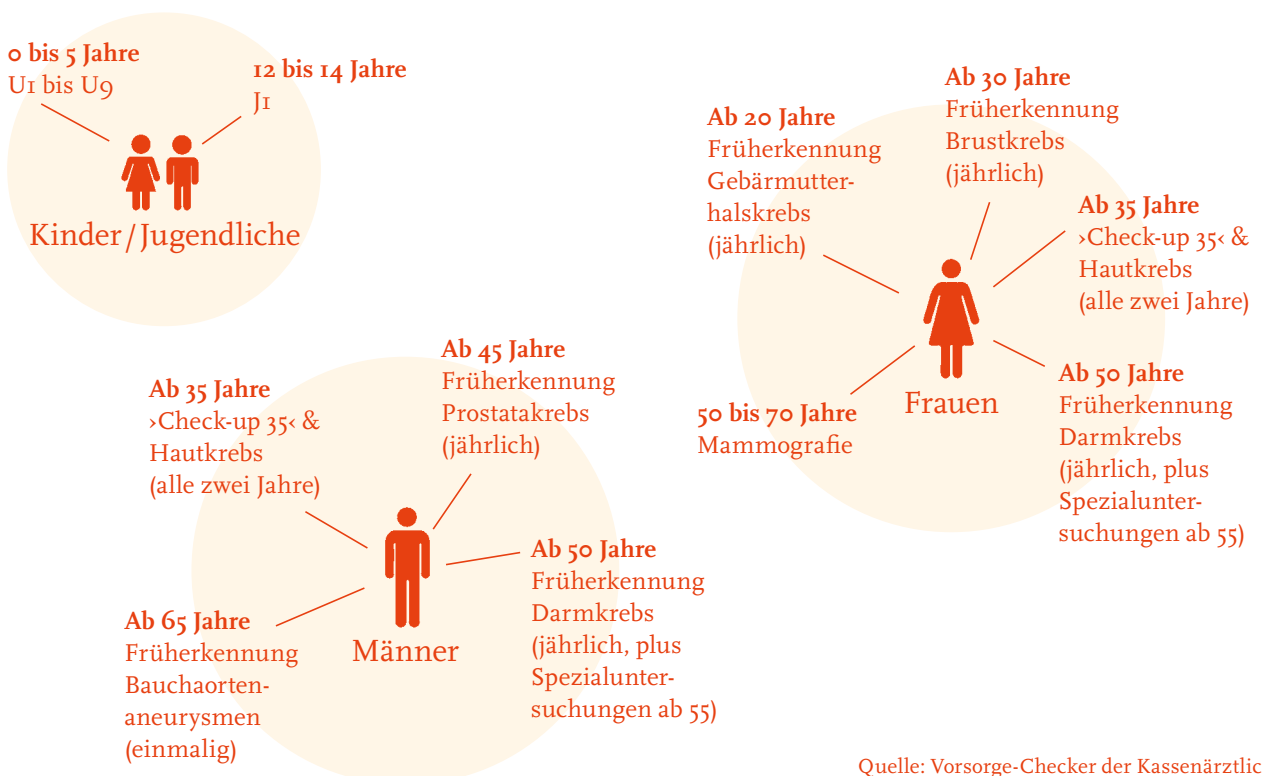 0 bis 5 Jahre
U1 bis U9
12 bis 14 Jahre
J1
Kinder/Jugendliche
Ab 20 Jahre
Früherkennung
Gebärmutter-
halskrebs
(jährlich)
Ab 30 Jahre
Früherkennung
Brustkrebs
(jährlich)
Ab 35 Jahre
›Check-up 35‹ &
Hautkrebs
(alle zwei Jahre)
50 bis 70 Jahre
Mammografie
Frauen
Ab 50 Jahre
Früherkennung
Darmkrebs
(jährlich, plus
Spezialunter-
suchungen ab 55)
Ab 35 Jahre
›Check-up 35‹ &
Hautkrebs
(alle zwei Jahre)
Ab 45 Jahre
Früherkennung
Prostatakrebs
(jährlich)
Ab 65 Jahre
Früherkennung
Bauchaorten-
aneurysmen
(einmalig)
Männer
Ab 50 Jahre
Früherkennung
Darmkrebs
(jährlich, plus
Spezialunter-
suchungen ab 55)
Quelle: Vorsorge-Checker der Kassenärztlic